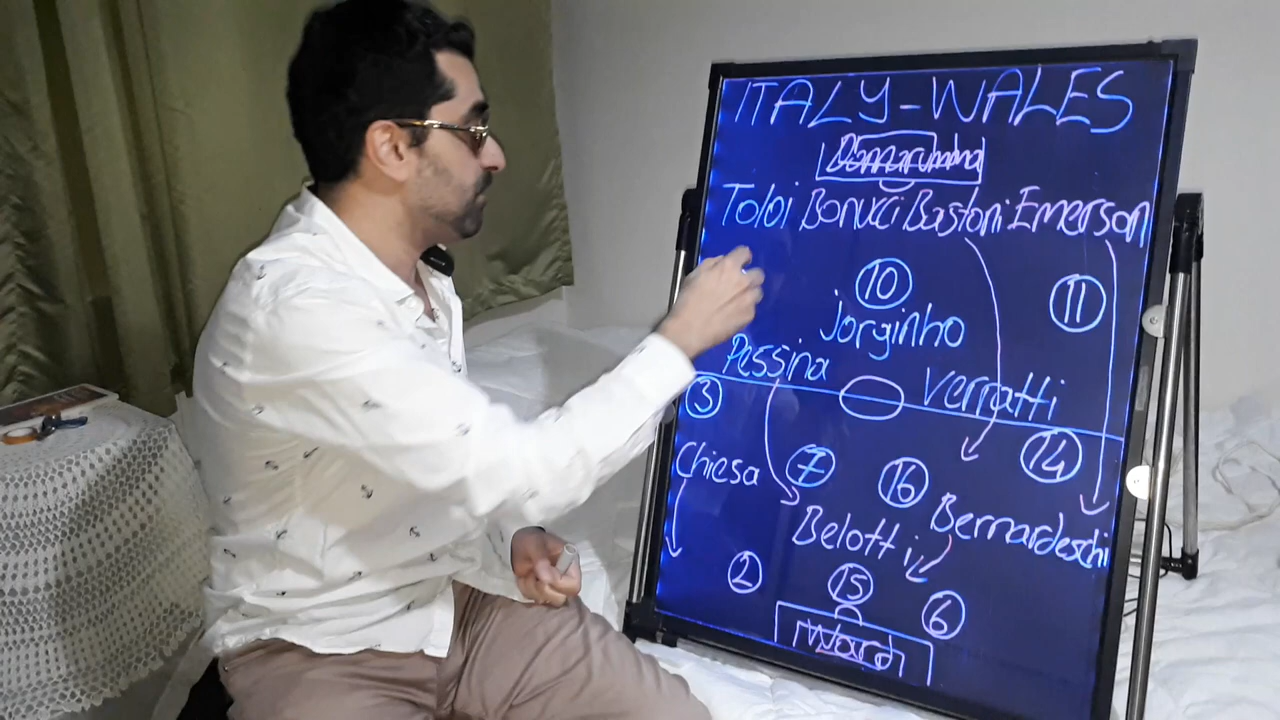 ITALY-WALES
Donnarumma
Toloi Bonucci Bastoni Emerson
10
11
Jorginho
Pessina
Verratti
3
14
Chiesa
7
16
Belotti
Bernardeschi
2
15
6
Ward